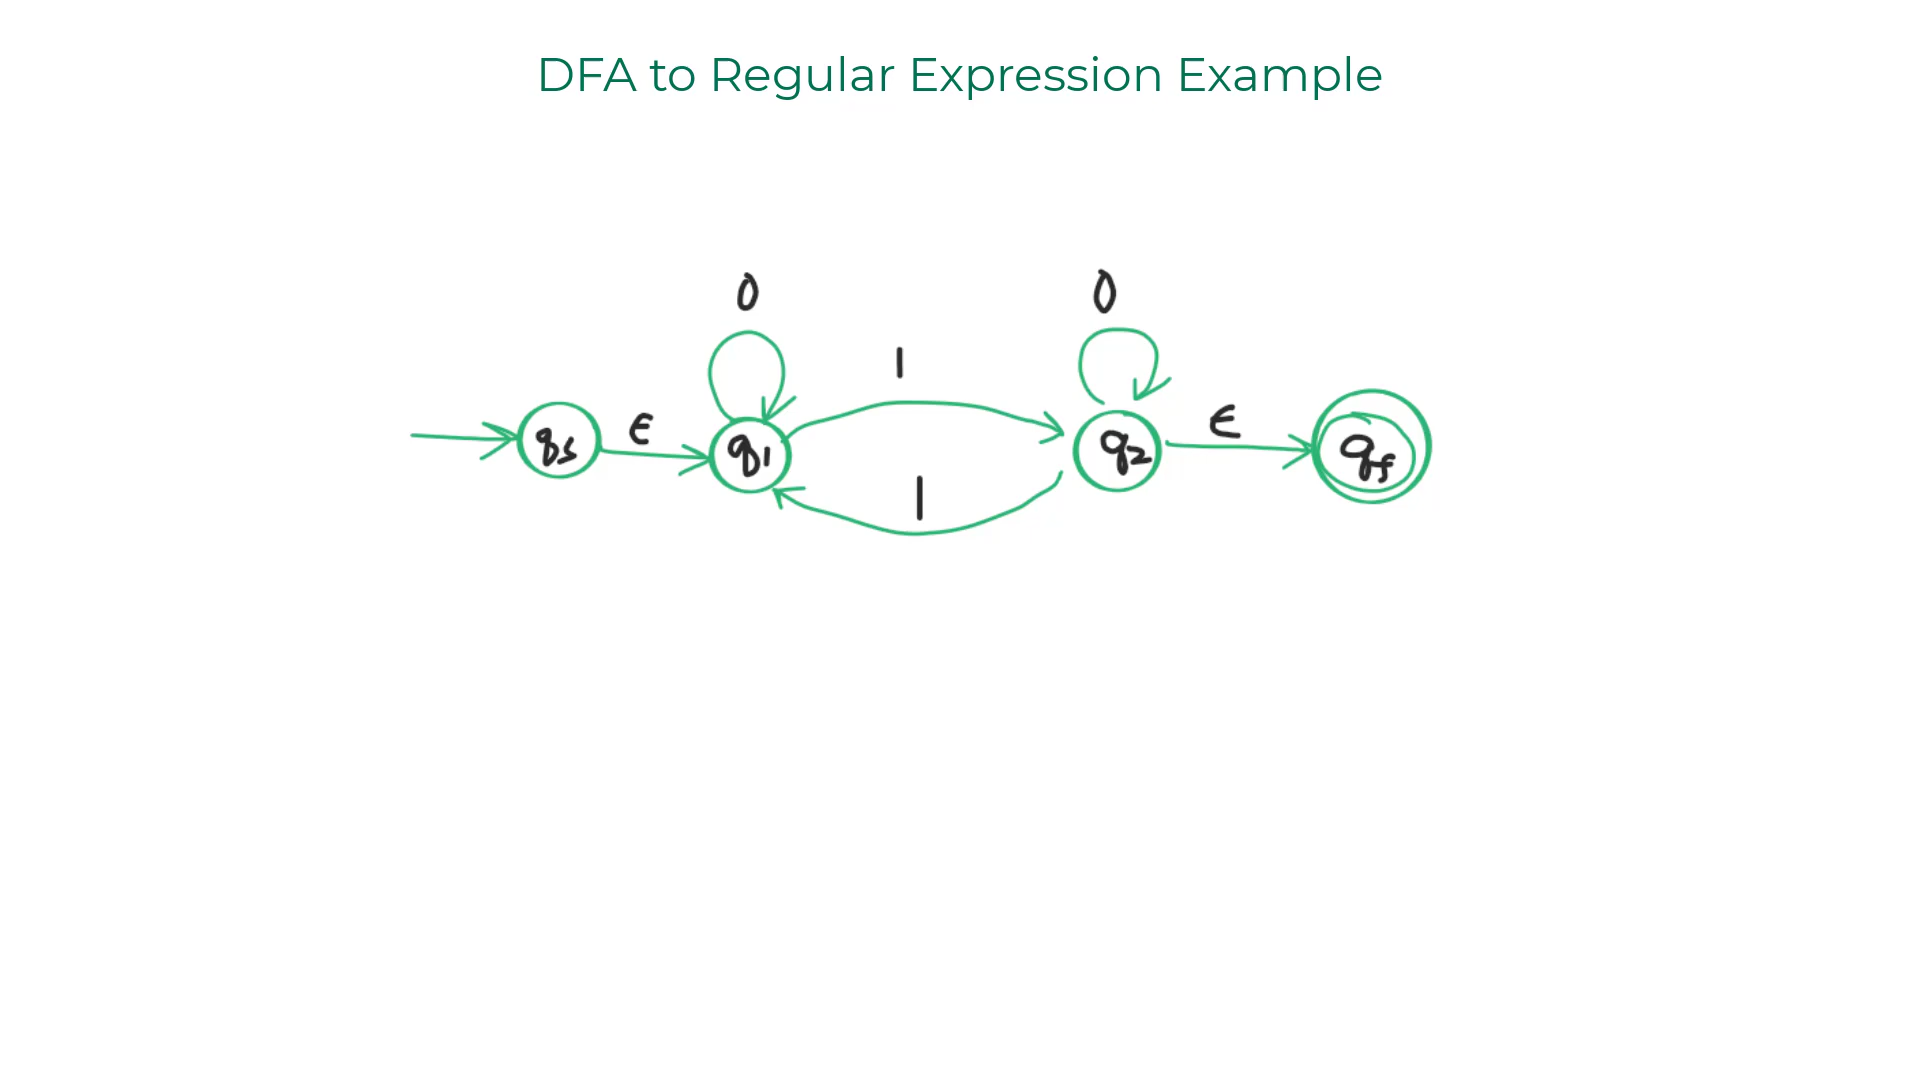 DFA to Regular Expression Example
0 0
1
qs ε q1 q2 ε qf
1